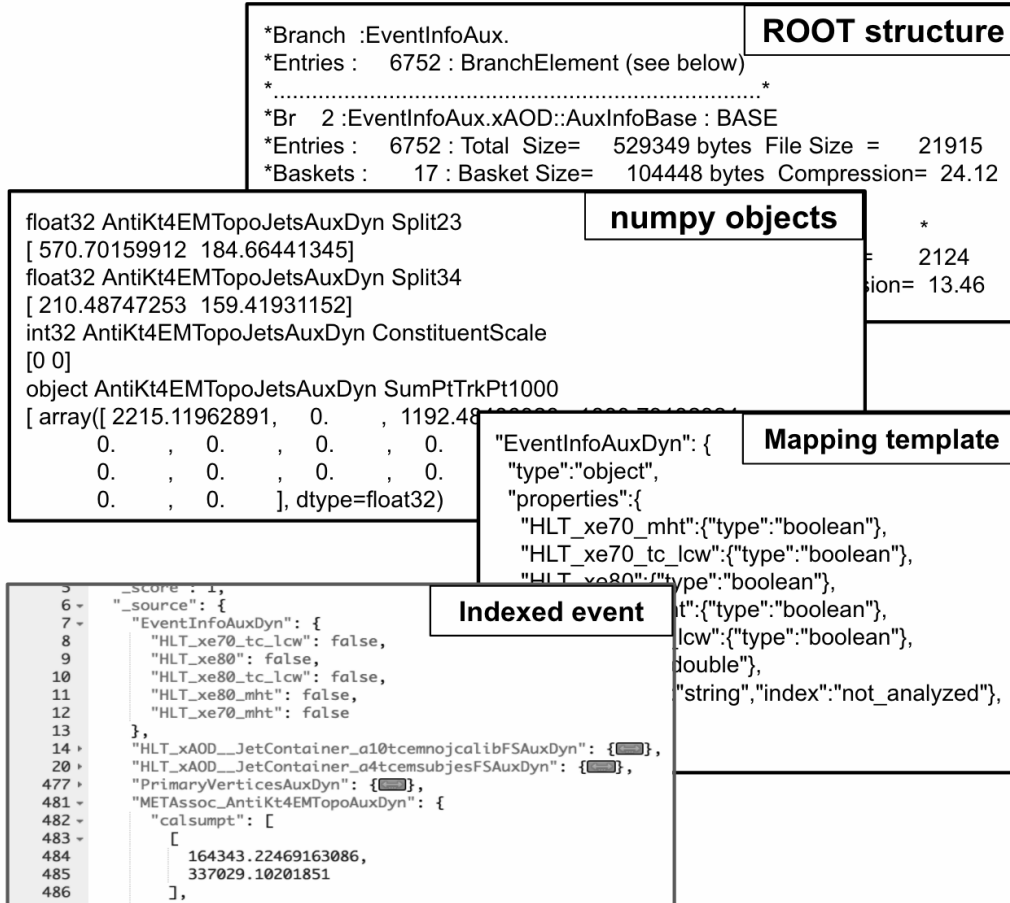 ROOT structure
*Branch :EventInfoAux.
*Entries : 6752 : BranchElement (see below)
*............................................................................*
*Br 2 :EventInfoAux.xAOD::AuxInfoBase : BASE
*Entries : 6752 : Total Size= 529349 bytes File Size = 21915
*Baskets : 17 : Basket Size= 104448 bytes Compression= 24.12
*
2124
13.46
numpy objects
float32 AntiKt4EMTopoJetsAuxDyn Split23
[ 570.70159912 184.66441345]
float32 AntiKt4EMTopoJetsAuxDyn Split34
[ 210.48747253 159.41931152]
int32 AntiKt4EMTopoJetsAuxDyn ConstituentScale
[0 0]
object AntiKt4EMTopoJetsAuxDyn SumPtTrkPt1000
[ array([ 2215.11962891, 0. ,
0. , 0. , 0. , 0.
0. , 0. , 0. , 0.
0. , 0. ], dtype=float32)
Mapping template
"EventInfoAuxDyn": {
"type":"object",
"properties":{
"HLT_xe70_mht":{"type":"boolean"},
"HLT_xe70_tc_lcw":{"type":"boolean"},
"HLT_xe80":{"type":"boolean"},
{"type":"boolean"},
{"type":"boolean"},
"string","index":"not_analyzed"},
Indexed event
"_score": 1,
6 "_source": {
7 "EventInfoAuxDyn": {
8 "HLT_xe70_tc_lcw": false,
9 "HLT_xe80": false,
10 "HLT_xe80_tc_lcw": false,
11 "HLT_xe80_mht": false,
12 "HLT_xe70_mht": false
13 },
14 "HLT_xAOD__JetContainer_a10tcemnojcalibFSAuxDyn": {},
20 "HLT_xAOD__JetContainer_a4tcemsubjesFSAuxDyn": {},
477 "PrimaryVerticesAuxDyn": {},
481 "METAssoc_AntiKt4EMTopoAuxDyn": {
482 "calsumpt": [
483 [
484 164343.22469163086,
485 337029.10201851
486 ],